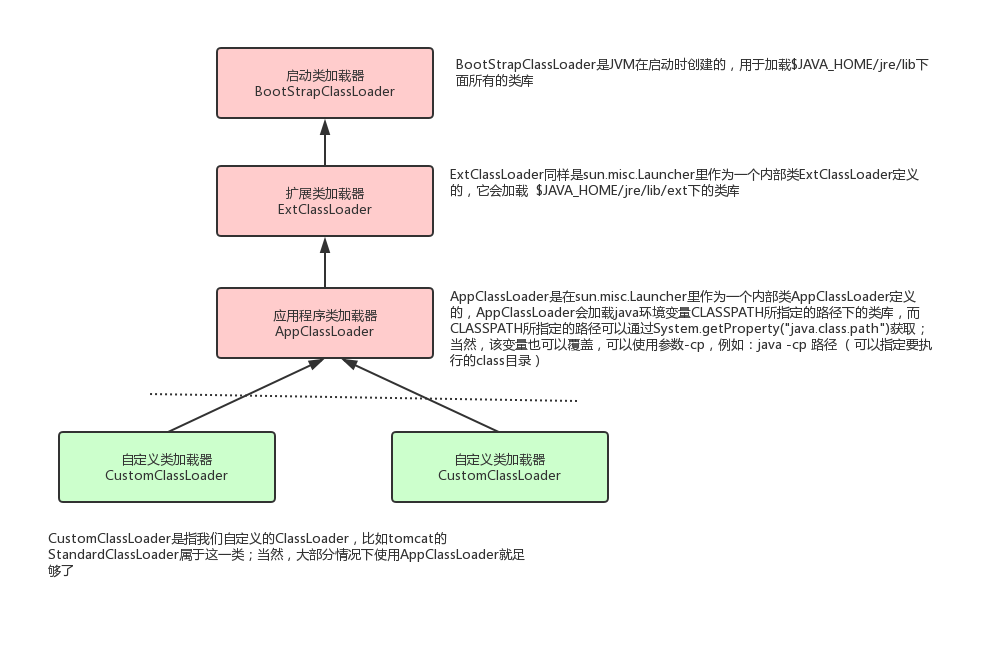 启动类加载器
BootStrapClassLoader
BootStrapClassLoader是JVM在启动时创建的，用于加载$JAVA_HOME/jre/lib下
面所有的类库
扩展类加载器
ExtClassLoader
ExtClassLoader同样是sun.misc.Launcher里作为一个内部类ExtClassLoader定义
的，它会加载 $JAVA_HOME/jre/lib/ext下的类库
应用程序类加载器
AppClassLoader
AppClassLoader是在sun.misc.Launcher里作为一个内部类AppClassLoader定义
的，AppClassLoader会加载java环境变量CLASSPATH所指定的路径下的类库，而
CLASSPATH所指定的路径可以通过System.getProperty("java.class.path")获取；
当然，该变量也可以覆盖，可以使用参数-cp，例如：java -cp 路径 （可以指定要执
行的class目录）
自定义类加载器
CustomClassLoader
自定义类加载器
CustomClassLoader
CustomClassLoader是指我们自定义的ClassLoader，比如tomcat的
StandardClassLoader属于这一类；当然，大部分情况下使用AppClassLoader就足
够了